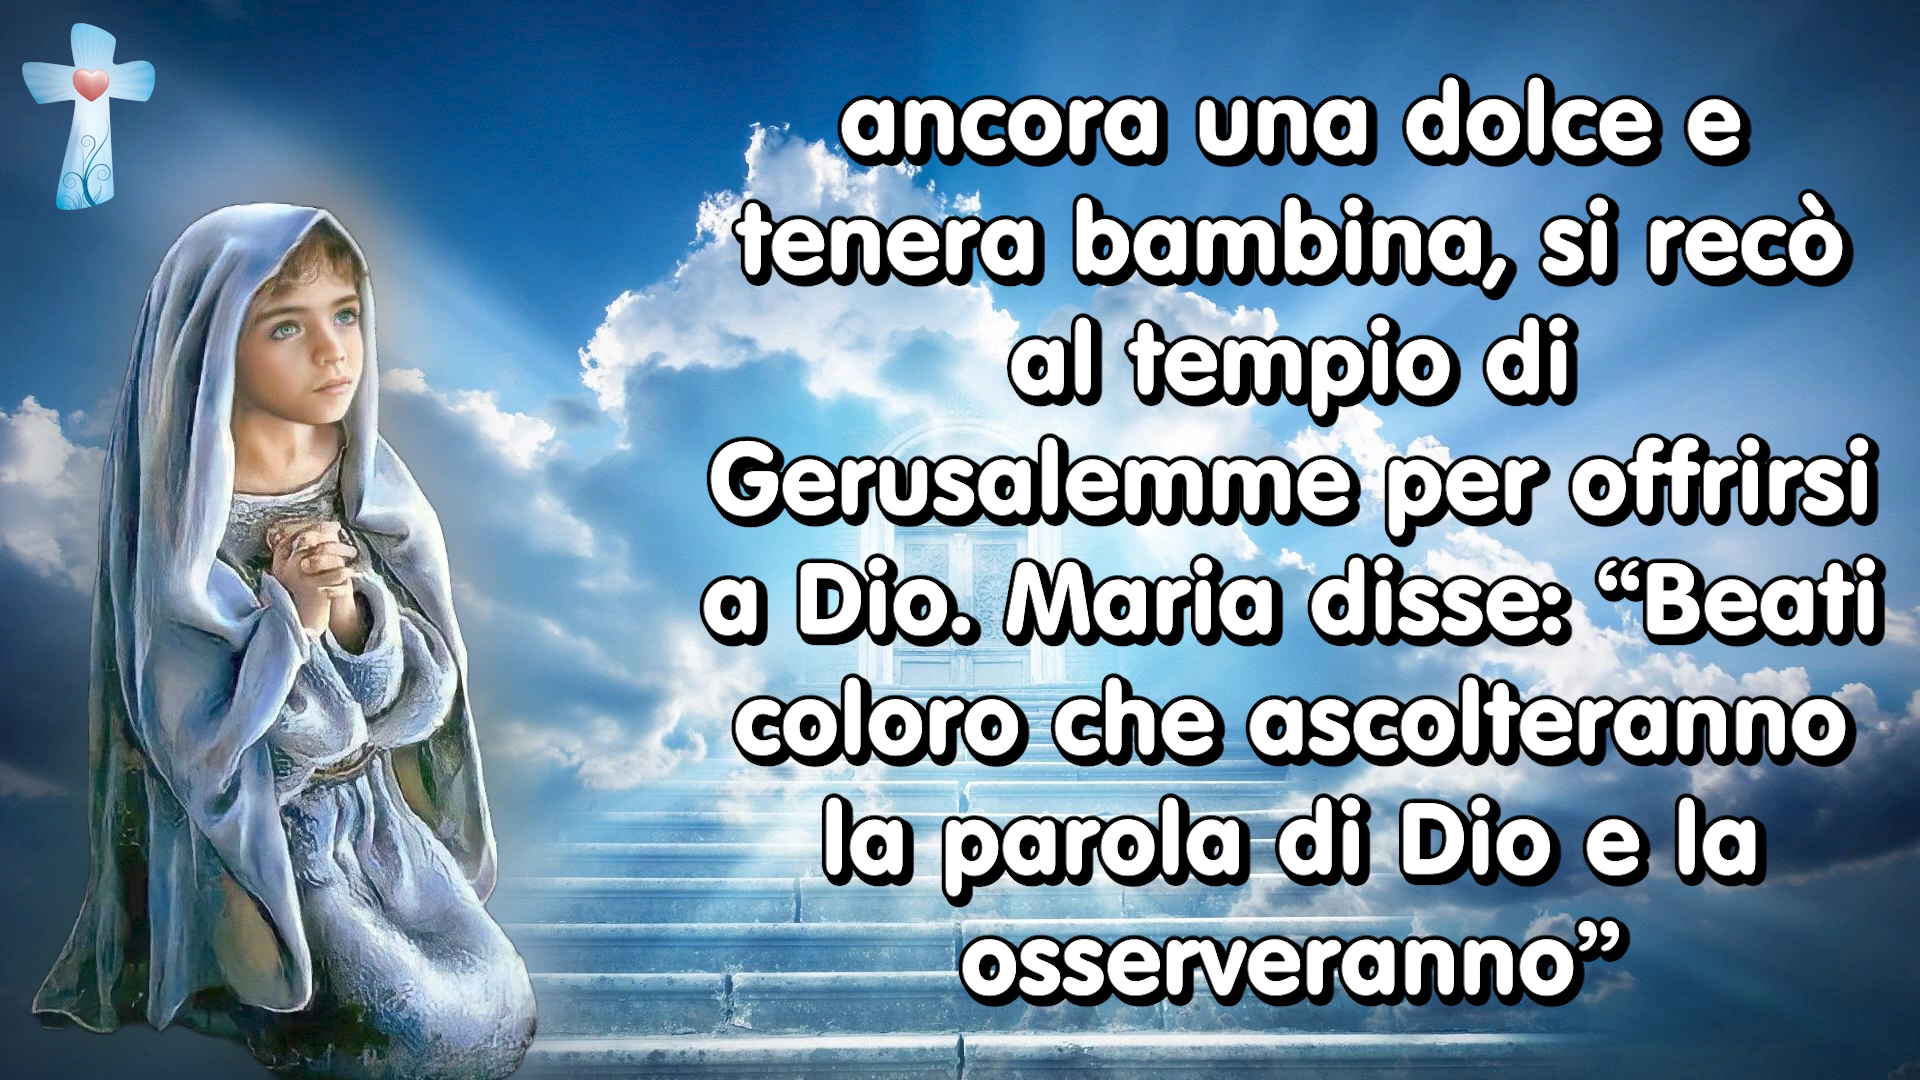 ancora una dolce e
tenera bambina, si recò
al tempio di
Gerusalemme per offrirsi
a Dio. Maria disse: “Beati
coloro che ascolteranno
la parola di Dio e la
osserveranno”